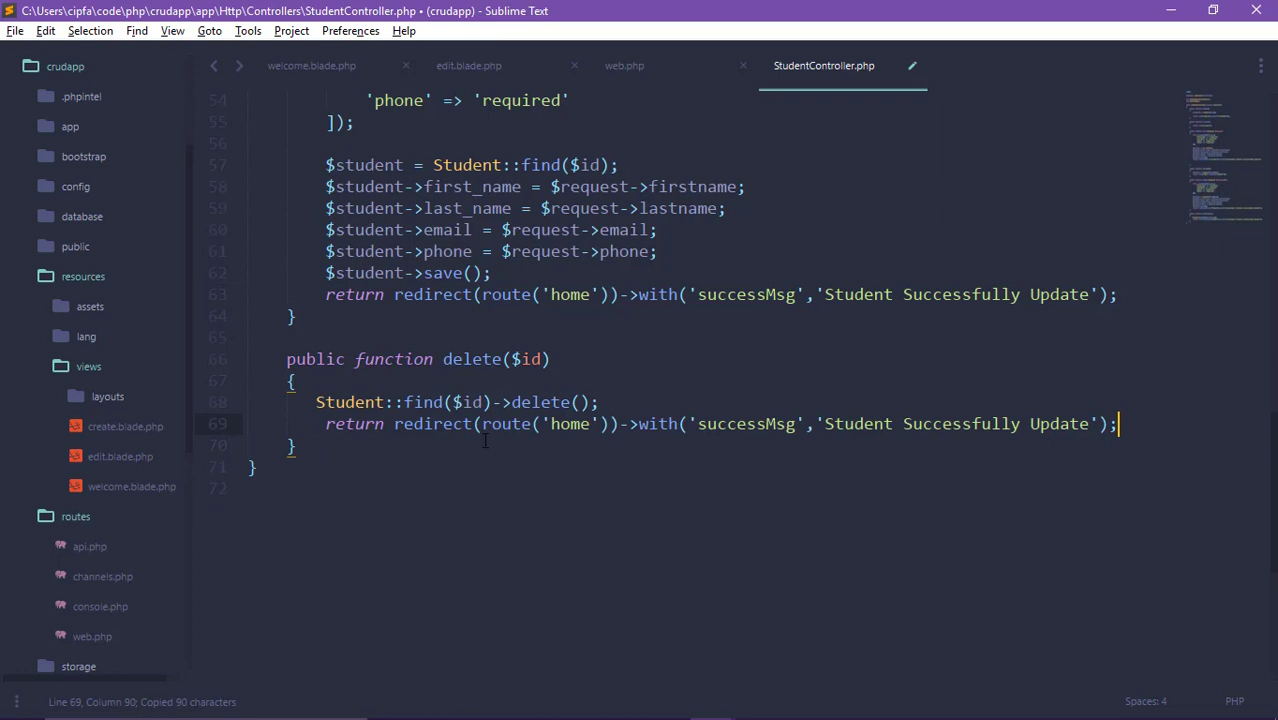 C:\Users\cipfa\code\php\crudapp\app\Http\Controllers\StudentController.php • (crudapp) - Sublime Text
File Edit Selection Find View Goto Tools Project Preferences Help
crudapp
.phpintel
app
bootstrap
config
database
public
resources
assets
lang
views
layouts
create.blade.php
edit.blade.php
welcome.blade.php
routes
api.php
channels.php
console.php
web.php
storage
welcome.blade.php × edit.blade.php × web.php × StudentController.php
54 'phone' => 'required'
55 ]);
56
57 $student = Student::find($id);
58 $student->first_name = $request->firstname;
59 $student->last_name = $request->lastname;
60 $student->email = $request->email;
61 $student->phone = $request->phone;
62 $student->save();
63 return redirect(route('home'))->with('successMsg','Student Successfully Update');
64 }
65
66 public function delete($id)
67 {
68 Student::find($id)->delete();
69 return redirect(route('home'))->with('successMsg','Student Successfully Update');
70 }
71 }
72
Line 69, Column 90; Copied 90 characters
Spaces: 4 PHP